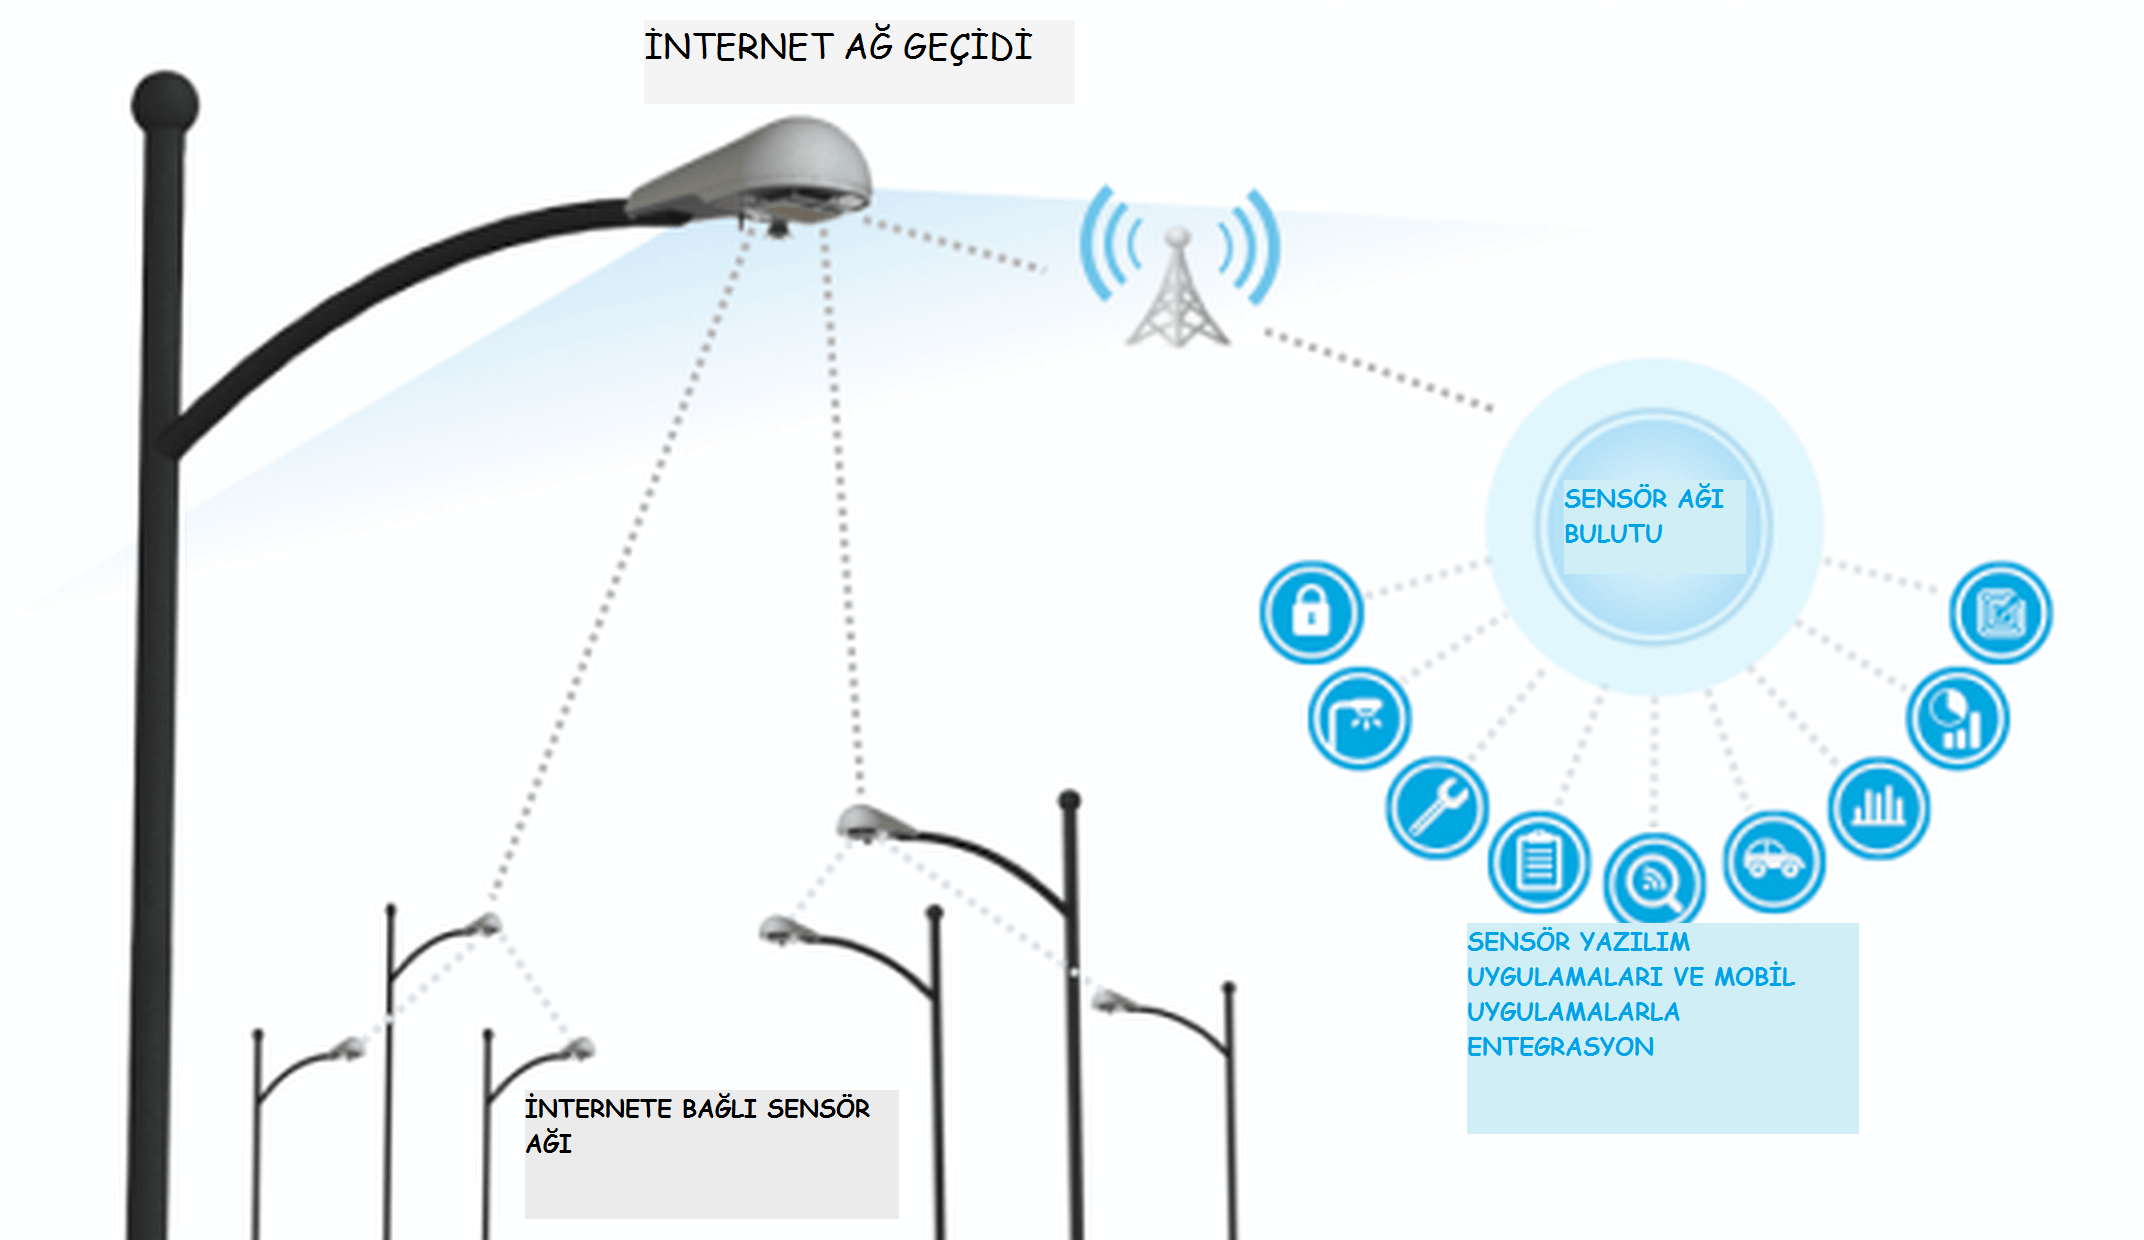 İNTERNET AĞ GEÇİDİ
SENSÖR AĞI
BULUTU
SENSÖR YAZILIM
UYGULAMALARI VE MOBİL
UYGULAMALARLA
ENTEGRASYON
İNTERNETE BAĞLI SENSÖR
AĞI